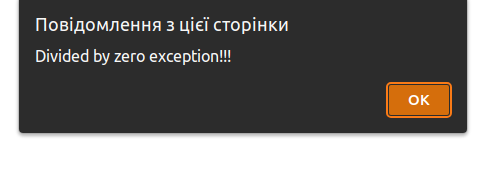 Повідомлення з цієї сторінки
Divided by zero exception!!!
OK